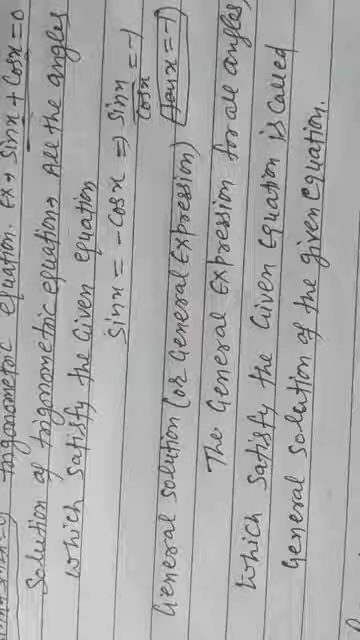 trigonometric equation. Ex→ sinx + cosx = 0
Solution of trigonometric equation→ All the angles
which satisfy the Given equation
sinx = -cosx ⇒ sinx/cosx = -1
tanx = -1
General solution (or General Expression)
The General Expression for all angles,
which satisfy the Given Equation is called
General solution of the given equation.